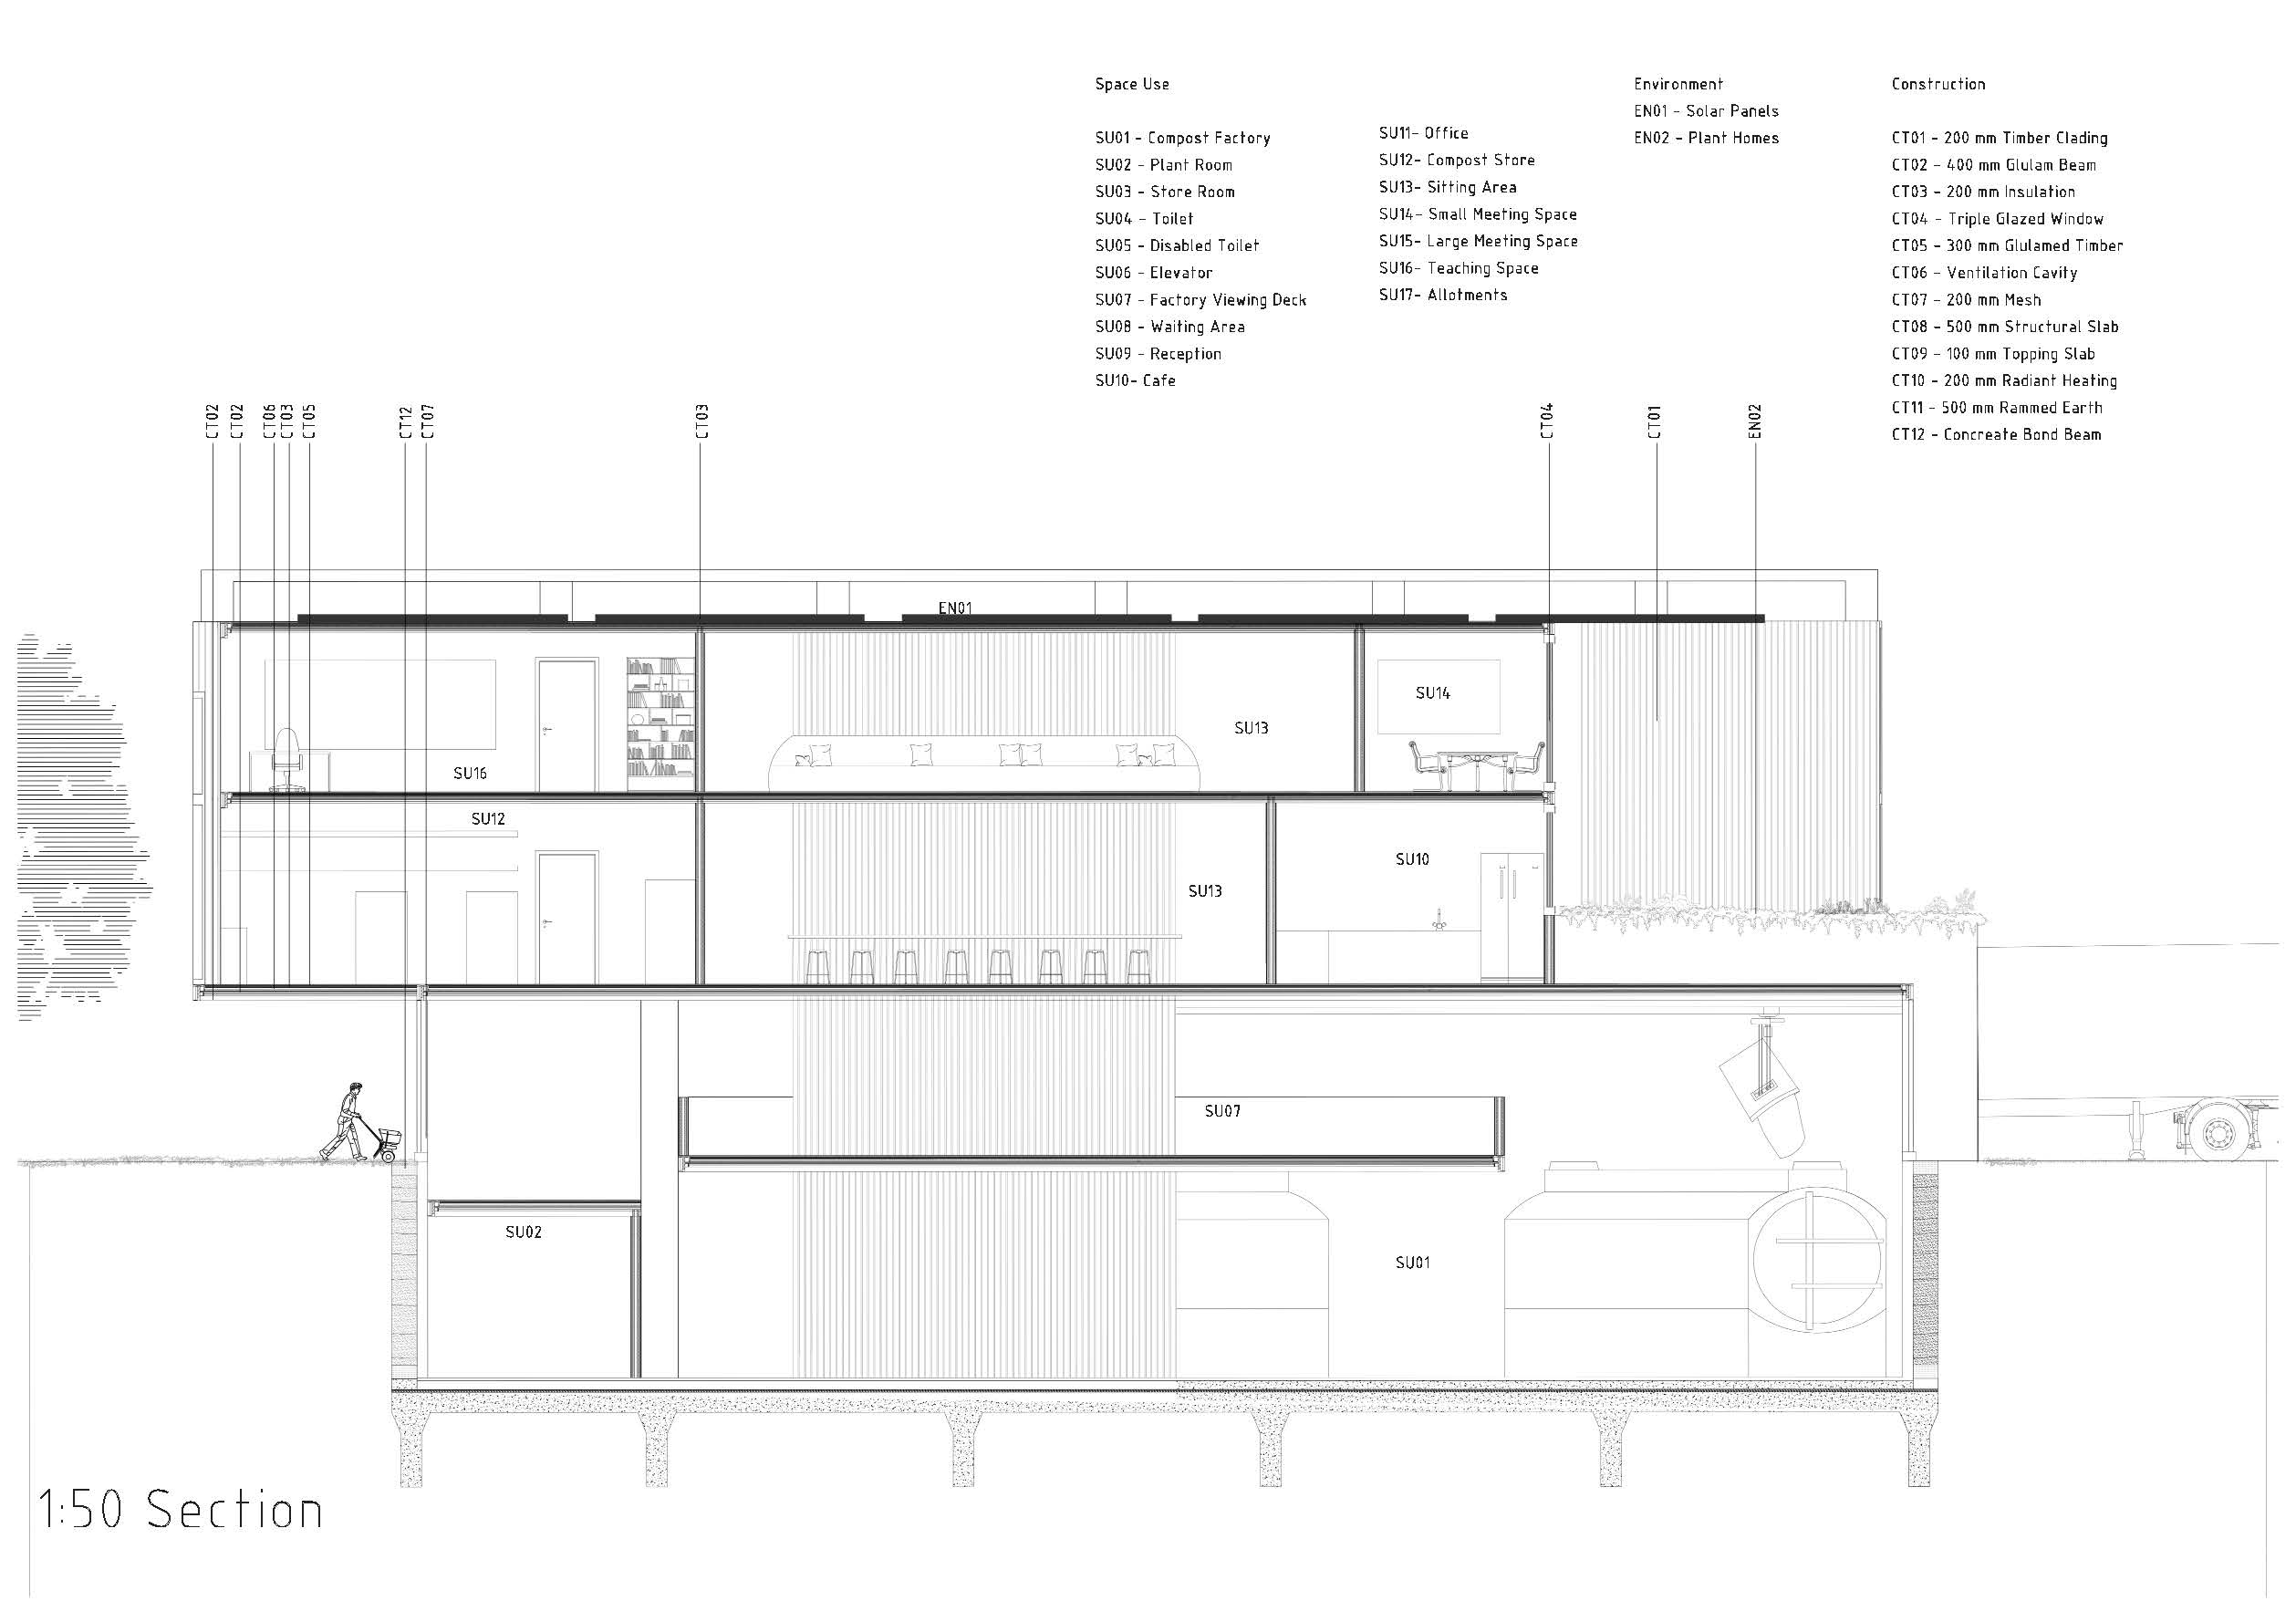 Space Use
SU01 - Compost Factory
SU02 - Plant Room
SU03 - Store Room
SU04 - Toilet
SU05 - Disabled Toilet
SU06 - Elevator
SU07 - Factory Viewing Deck
SU08 - Waiting Area
SU09 - Reception
SU10- Cafe
SU11- Office
SU12- Compost Store
SU13- Sitting Area
SU14- Small Meeting Space
SU15- Large Meeting Space
SU16- Teaching Space
SU17- Allotments
Environment
EN01 - Solar Panels
EN02 - Plant Homes
Construction
CT01 - 200 mm Timber Clading
CT02 - 400 mm Glulam Beam
CT03 - 200 mm Insulation
CT04 - Triple Glazed Window
CT05 - 300 mm Glulamed Timber
CT06 - Ventilation Cavity
CT07 - 200 mm Mesh
CT08 - 500 mm Structural Slab
CT09 - 100 mm Topping Slab
CT10 - 200 mm Radiant Heating
CT11 - 500 mm Rammed Earth
CT12 - Concreate Bond Beam
CT02
CT02
CT06
CT03
CT05
CT12
CT07
CT03
CT04
CT01
EN02
EN01
SU14
SU13
SU16
SU12
SU10
SU13
SU07
SU02
SU01
1:50 Section